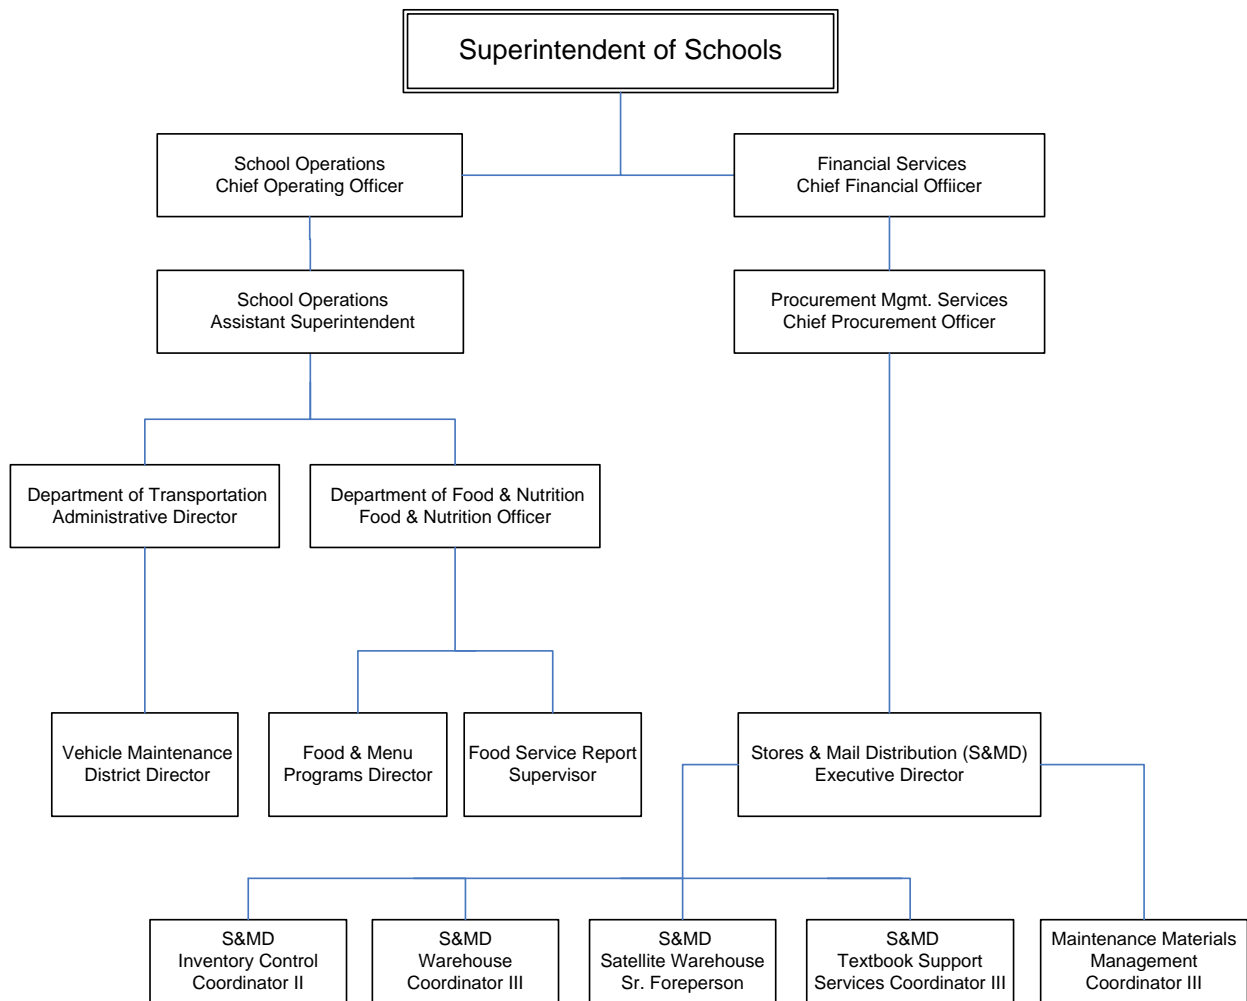 Superintendent of Schools
School Operations
Chief Operating Officer
Financial Services
Chief Financial Offiicer
School Operations
Assistant Superintendent
Procurement Mgmt. Services
Chief Procurement Officer
Department of Transportation
Administrative Director
Department of Food & Nutrition
Food & Nutrition Officer
Vehicle Maintenance
District Director
Food & Menu
Programs Director
Food Service Report
Supervisor
Stores & Mail Distribution (S&MD)
Executive Director
S&MD
Inventory Control
Coordinator II
S&MD
Warehouse
Coordinator III
S&MD
Satellite Warehouse
Sr. Foreperson
S&MD
Textbook Support
Services Coordinator III
Maintenance Materials
Management
Coordinator III